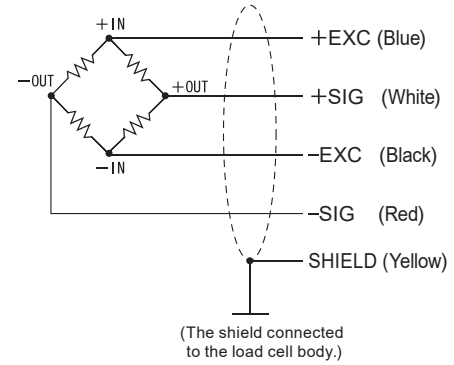 +IN
+EXC (Blue)
−OUT
+OUT
+SIG (White)
−IN
−EXC (Black)
−SIG (Red)
SHIELD (Yellow)
(The shield connected
to the load cell body.)